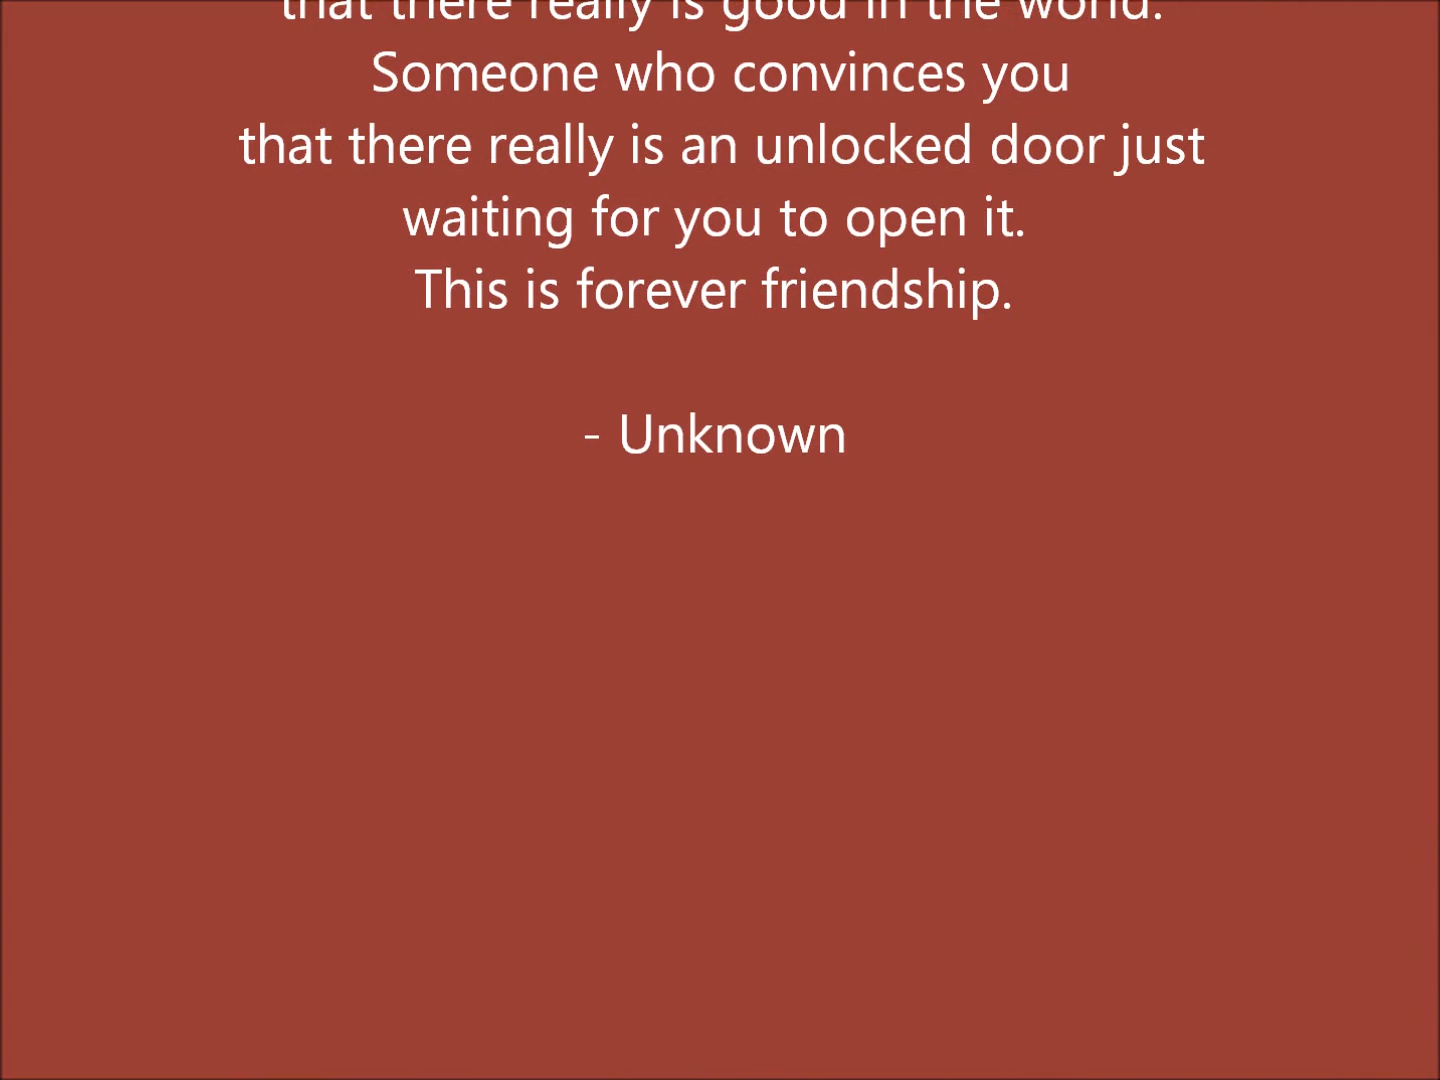 that there really is good in the world.
Someone who convinces you
that there really is an unlocked door just
waiting for you to open it.
This is forever friendship.
- Unknown